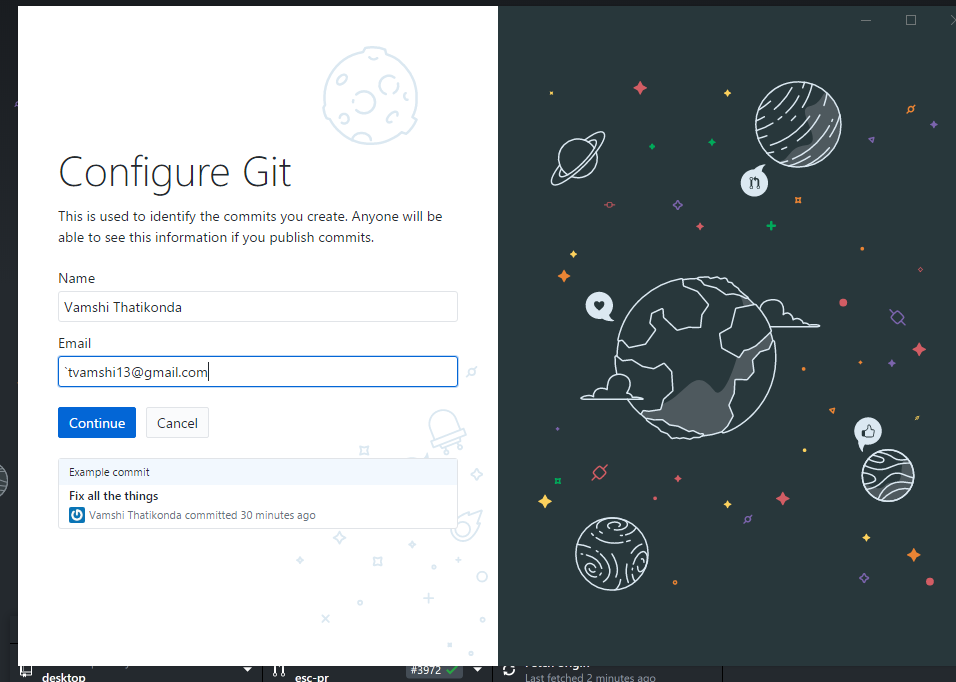 Configure Git
This is used to identify the commits you create. Anyone will be
able to see this information if you publish commits.
Name
Vamshi Thatikonda
Email
`tvamshi13@gmail.com
Continue Cancel
Example commit
Fix all the things
Vamshi Thatikonda committed 30 minutes ago
desktop
esc-pr
#3972
Fetch origin
Last fetched 2 minutes ago